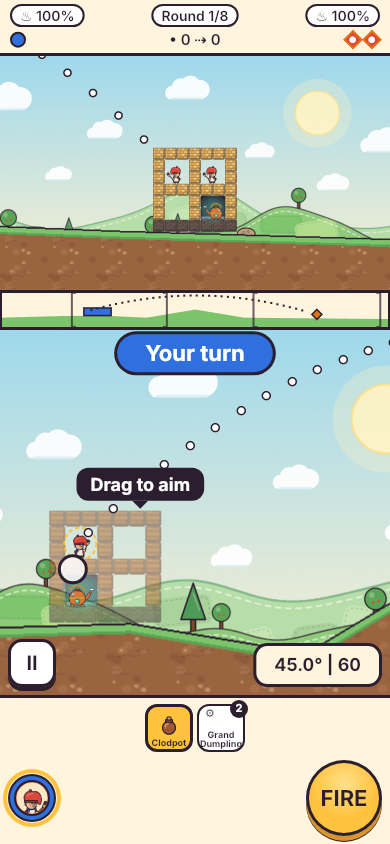 ♨ 100%
Round 1/8
♨ 100%
• 0 ⇢ 0
Your turn
Drag to aim
45.0° | 60
2
Clodpot
Grand
Dumpling
FIRE